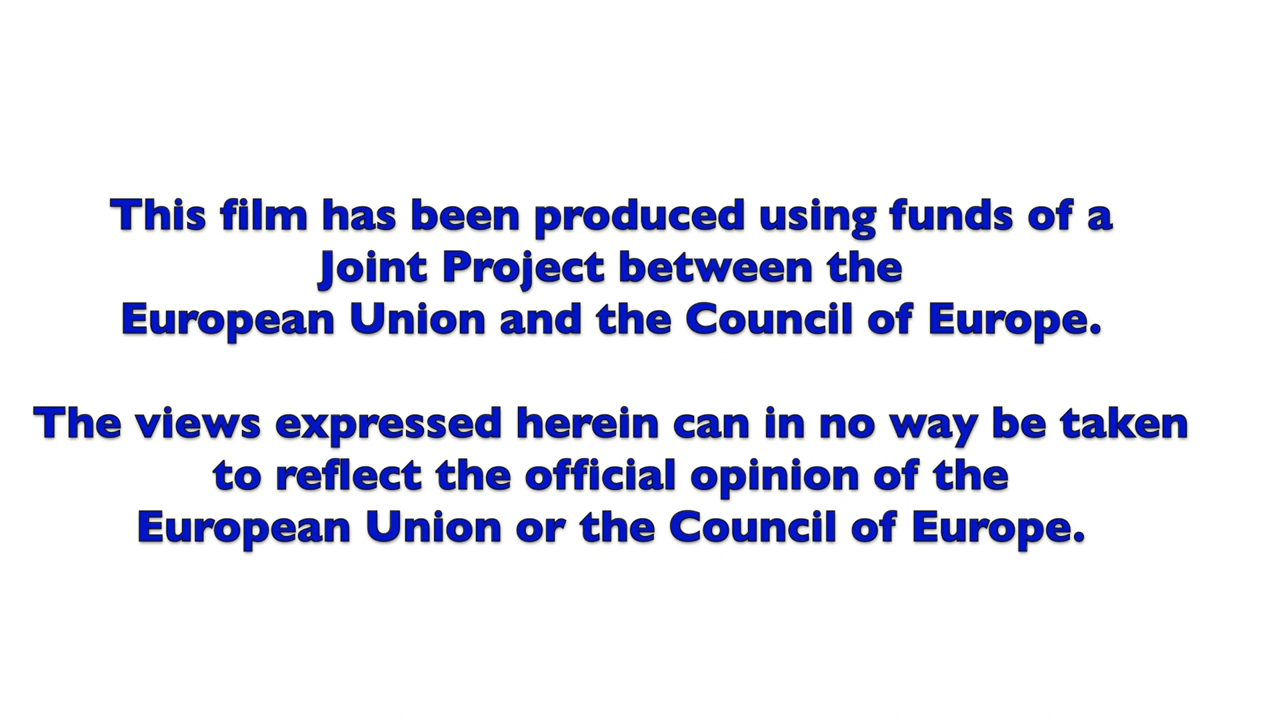 This film has been produced using funds of a
Joint Project between the
European Union and the Council of Europe.
The views expressed herein can in no way be taken
to reflect the official opinion of the
European Union or the Council of Europe.